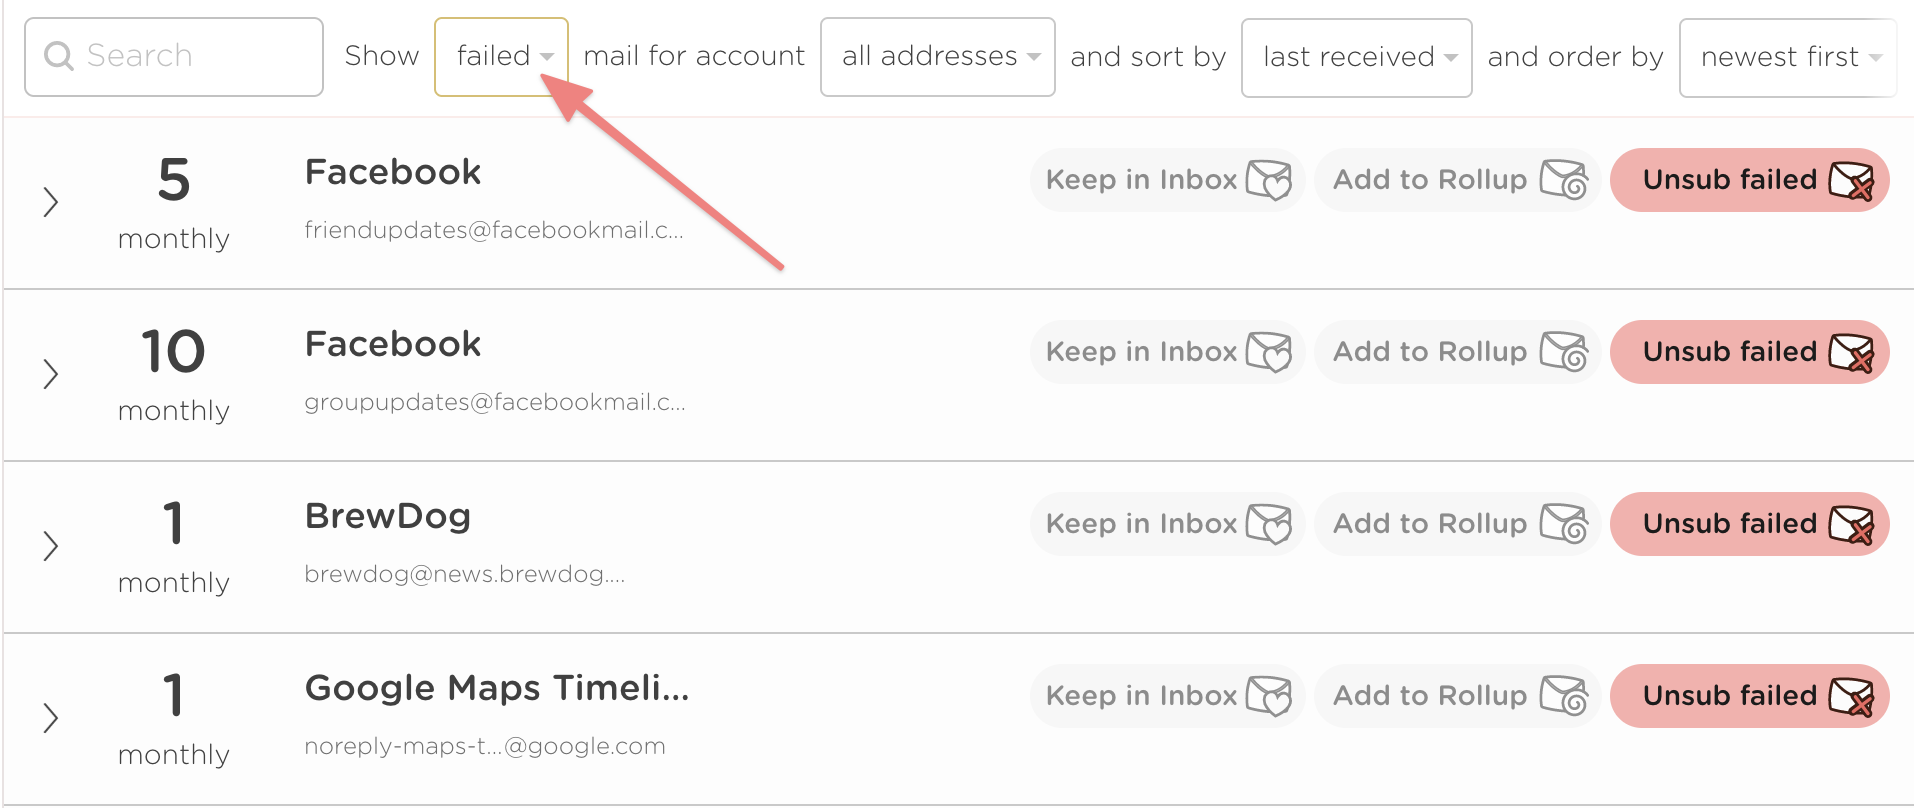 Search Show failed mail for account all addresses and sort by last received and order by newest first
5 Facebook Keep in Inbox Add to Rollup Unsub failed
monthly friendupdates@facebookmail.c...
10 Facebook Keep in Inbox Add to Rollup Unsub failed
monthly groupupdates@facebookmail.c...
1 BrewDog Keep in Inbox Add to Rollup Unsub failed
monthly brewdog@news.brewdog....
1 Google Maps Timeli... Keep in Inbox Add to Rollup Unsub failed
monthly noreply-maps-t...@google.com